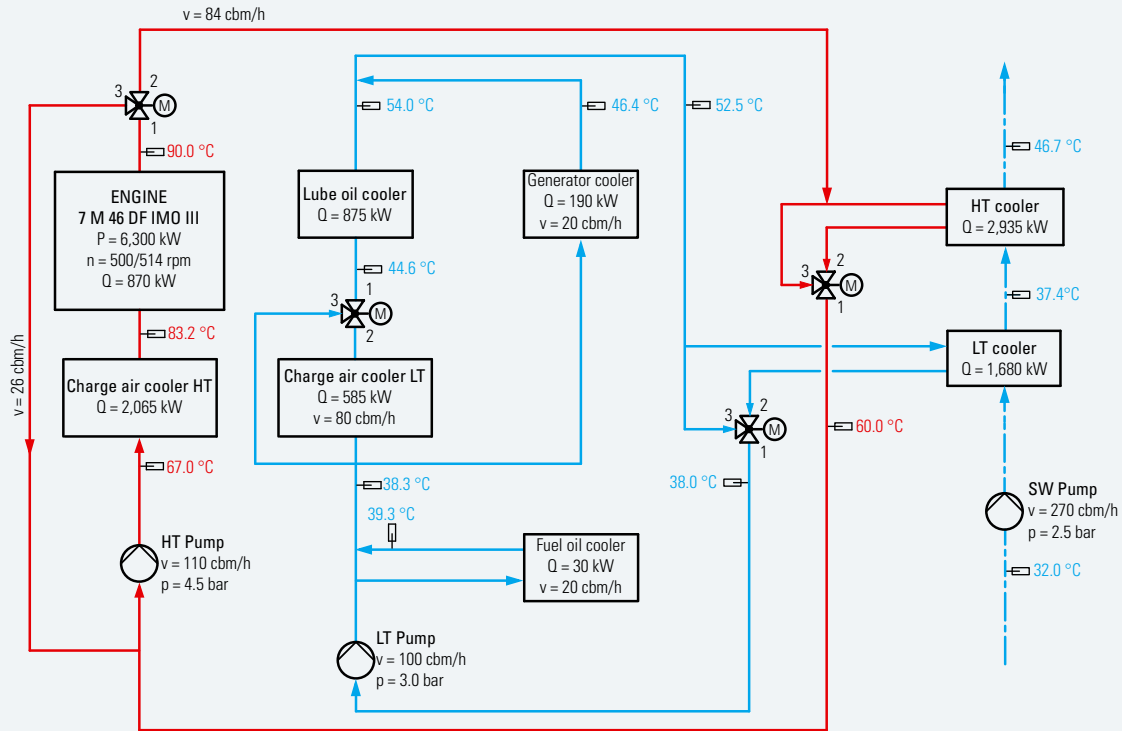 v = 84 cbm/h
3
2
M
1
54.0 °C
46.4 °C
52.5 °C
90.0 °C
46.7 °C
ENGINE
7 M 46 DF IMO III
P = 6,300 kW
n = 500/514 rpm
Q = 870 kW
Lube oil cooler
Q = 875 kW
Generator cooler
Q = 190 kW
v = 20 cbm/h
HT cooler
Q = 2,935 kW
44.6 °C
3
1
M
2
3
2
M
1
37.4°C
83.2 °C
v = 26 cbm/h
Charge air cooler HT
Q = 2,065 kW
Charge air cooler LT
Q = 585 kW
v = 80 cbm/h
LT cooler
Q = 1,680 kW
3
2
M
1
60.0 °C
67.0 °C
38.3 °C
38.0 °C
39.3 °C
SW Pump
v = 270 cbm/h
p = 2.5 bar
HT Pump
v = 110 cbm/h
p = 4.5 bar
Fuel oil cooler
Q = 30 kW
v = 20 cbm/h
32.0 °C
LT Pump
v = 100 cbm/h
p = 3.0 bar